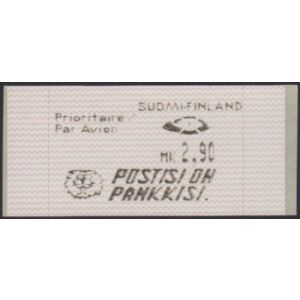 SUOMI-FINLAND
Prioritaire/
Par Avion
MK. 2.90
POSTISI ON
PANKKISI.